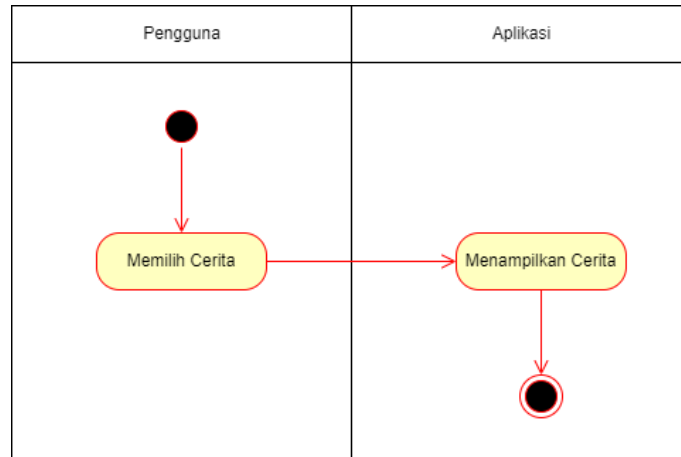 Pengguna
Aplikasi
Memilih Cerita
Menampilkan Cerita